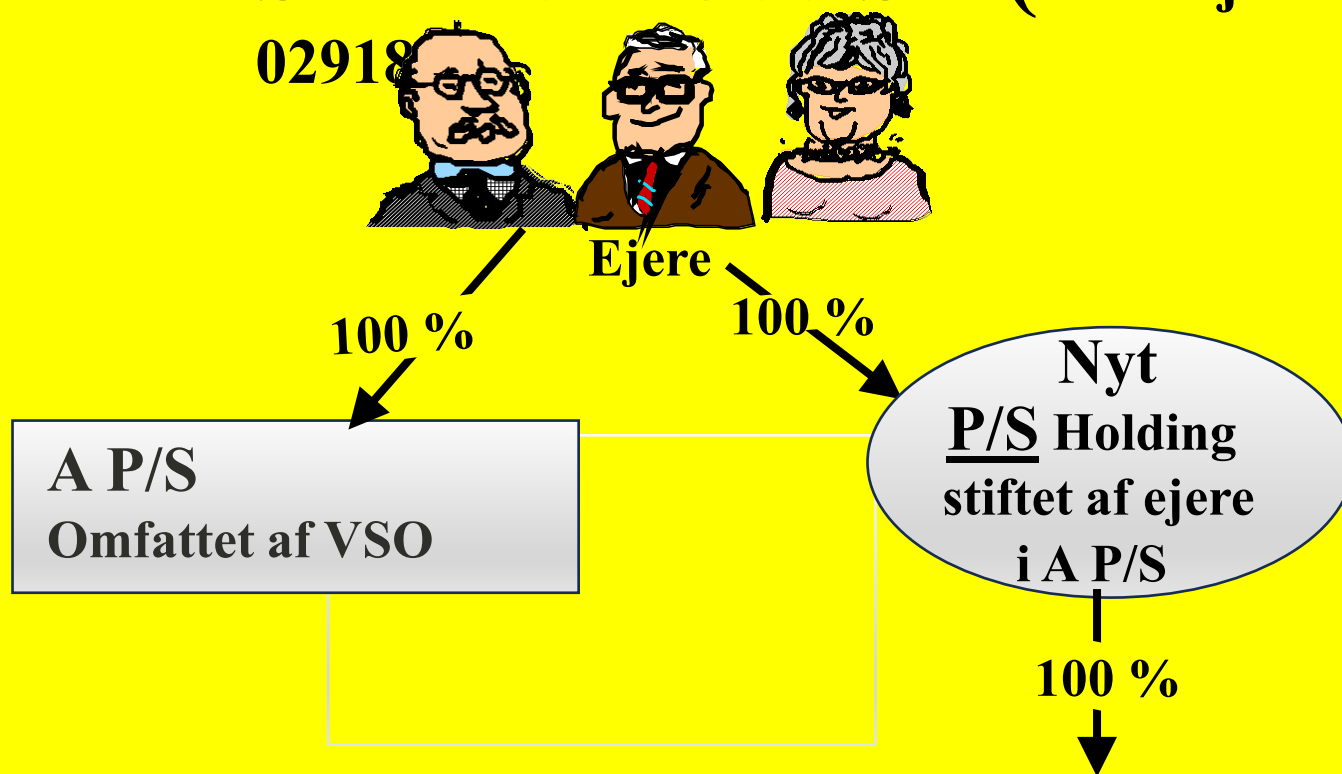 02918
Ejere
100 %
100 %
A P/S
Omfattet af VSO
Nyt
P/S Holding
stiftet af ejere
i A P/S
100 %